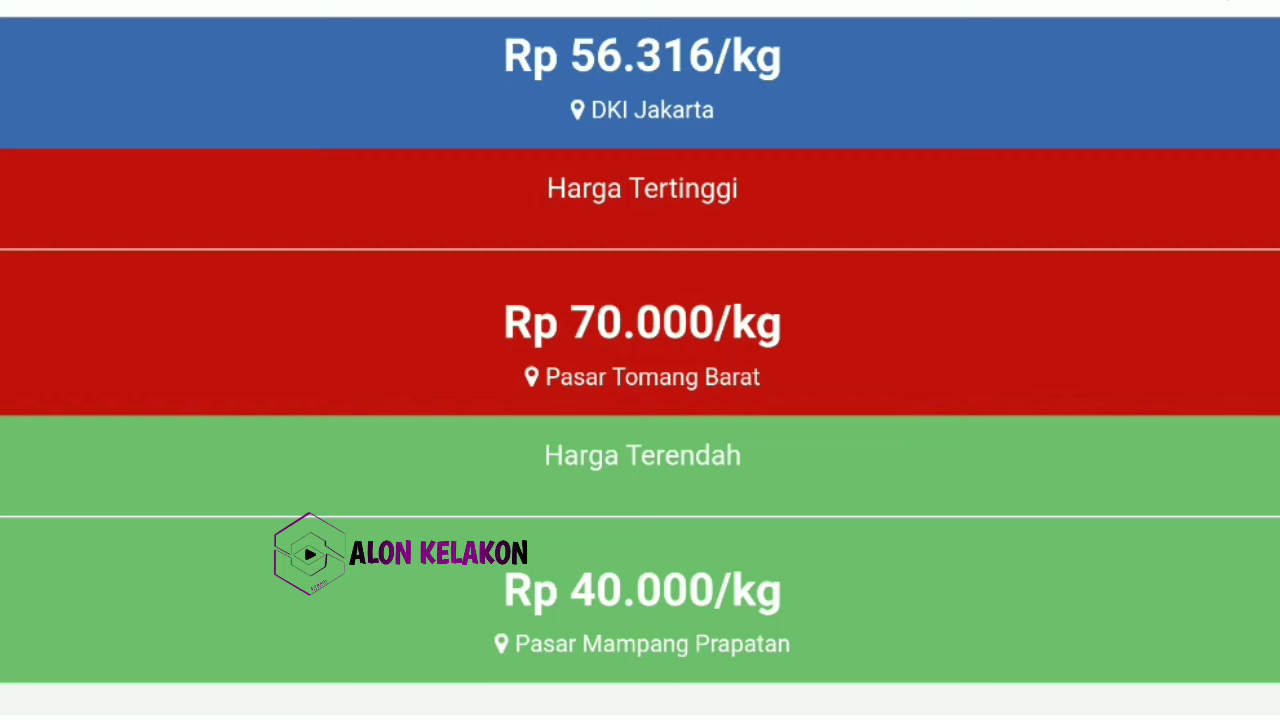 Rp 56.316/kg
DKI Jakarta
Harga Tertinggi
Rp 70.000/kg
Pasar Tomang Barat
Harga Terendah
ALON KELAKON
Rp 40.000/kg
Pasar Mampang Prapatan